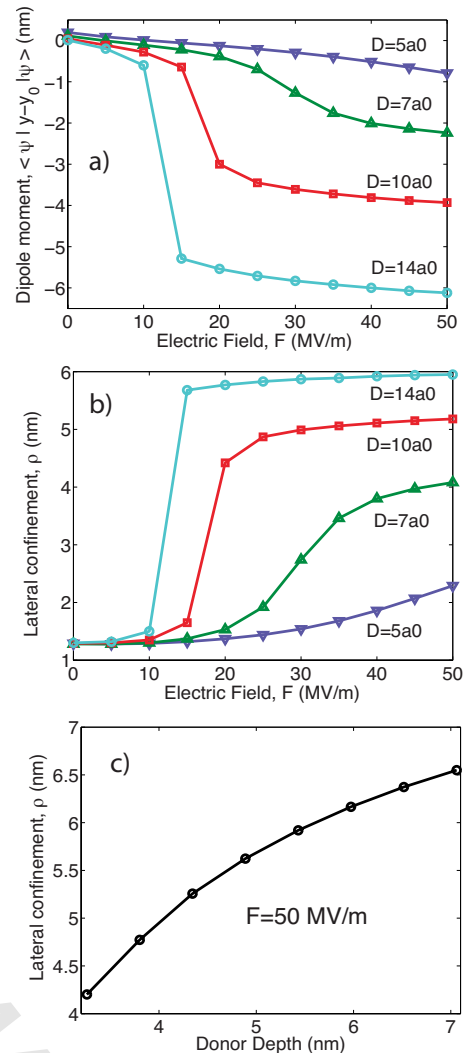 0
−1
−2
−3
−4
−5
−6
Dipole moment, < ψ | y−y₀ |ψ > (nm)
a)
D=5a0
D=7a0
D=10a0
D=14a0
0 10 20 30 40 50
Electric Field, F (MV/m)
6
5
4
3
2
1
Lateral confinement, ρ (nm)
b)
D=14a0
D=10a0
D=7a0
D=5a0
0 10 20 30 40 50
Electric Field, F (MV/m)
7
6.5
6
5.5
5
4.5
4
Lateral confinement, ρ (nm)
c)
F=50 MV/m
4 5 6 7
Donor Depth (nm)